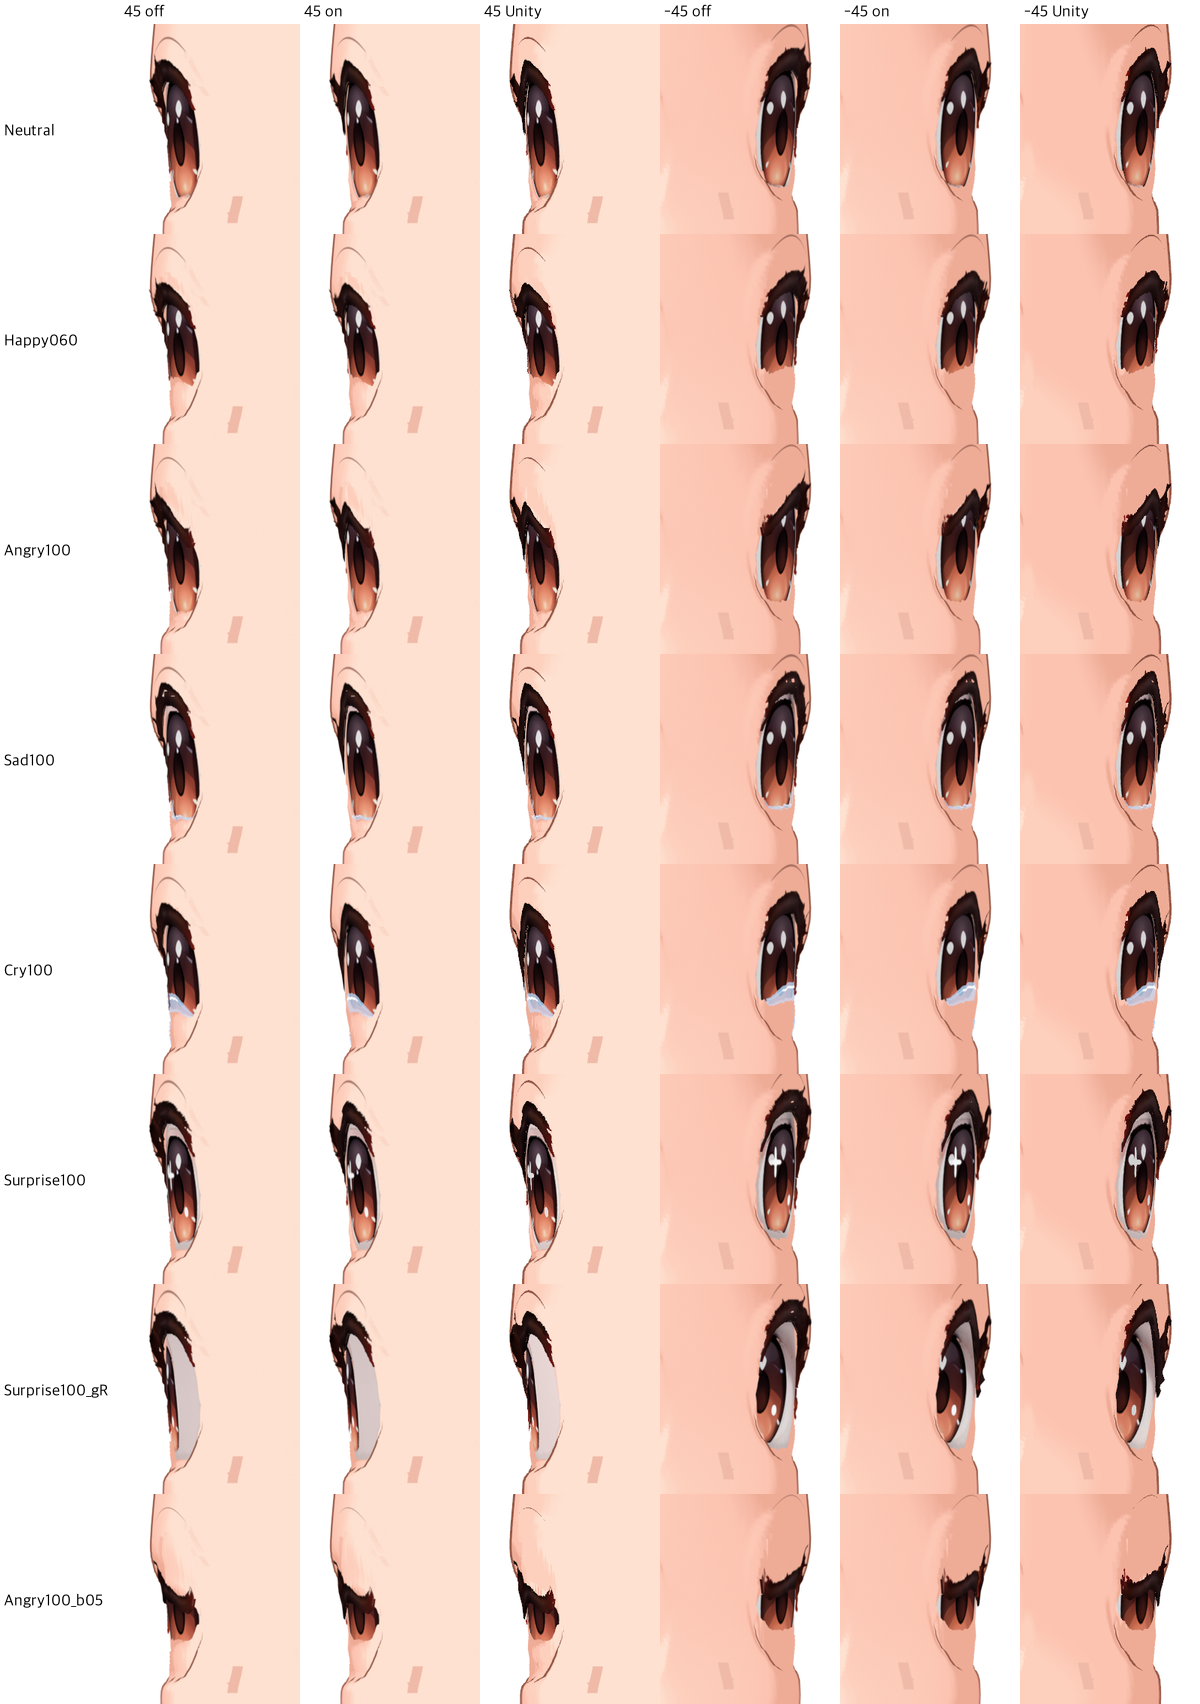 45 off 45 on 45 Unity -45 off -45 on -45 Unity
Neutral
Happy060
Angry100
Sad100
Cry100
Surprise100
Surprise100_gR
Angry100_b05